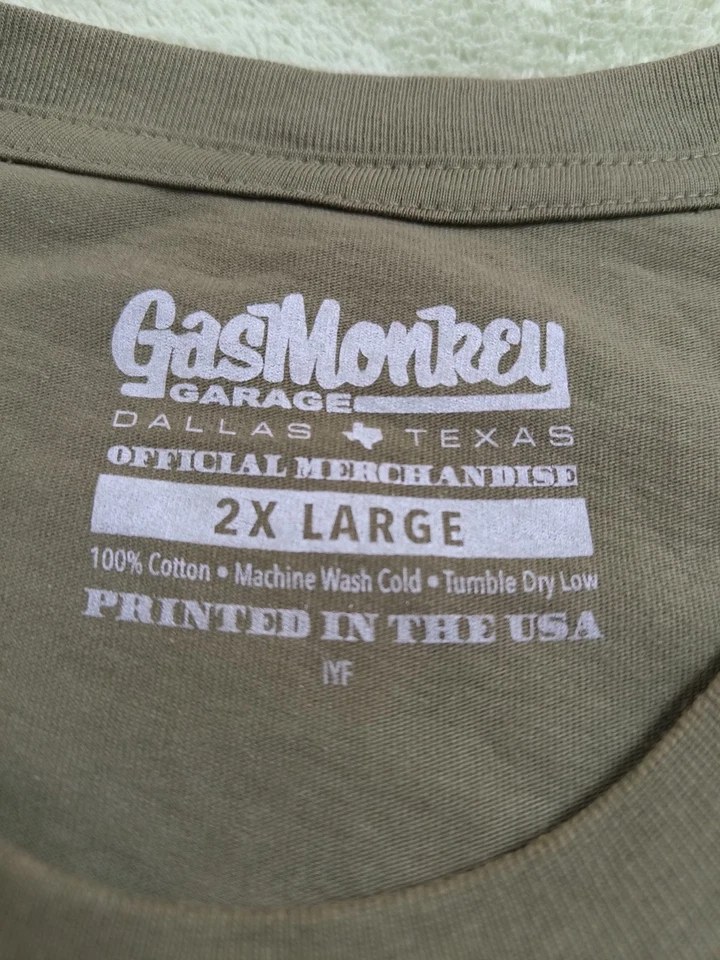 GasMonkey
GARAGE
DALLAS TEXAS
OFFICIAL MERCHANDISE
2X LARGE
100% Cotton • Machine Wash Cold • Tumble Dry Low
PRINTED IN THE USA
IYF